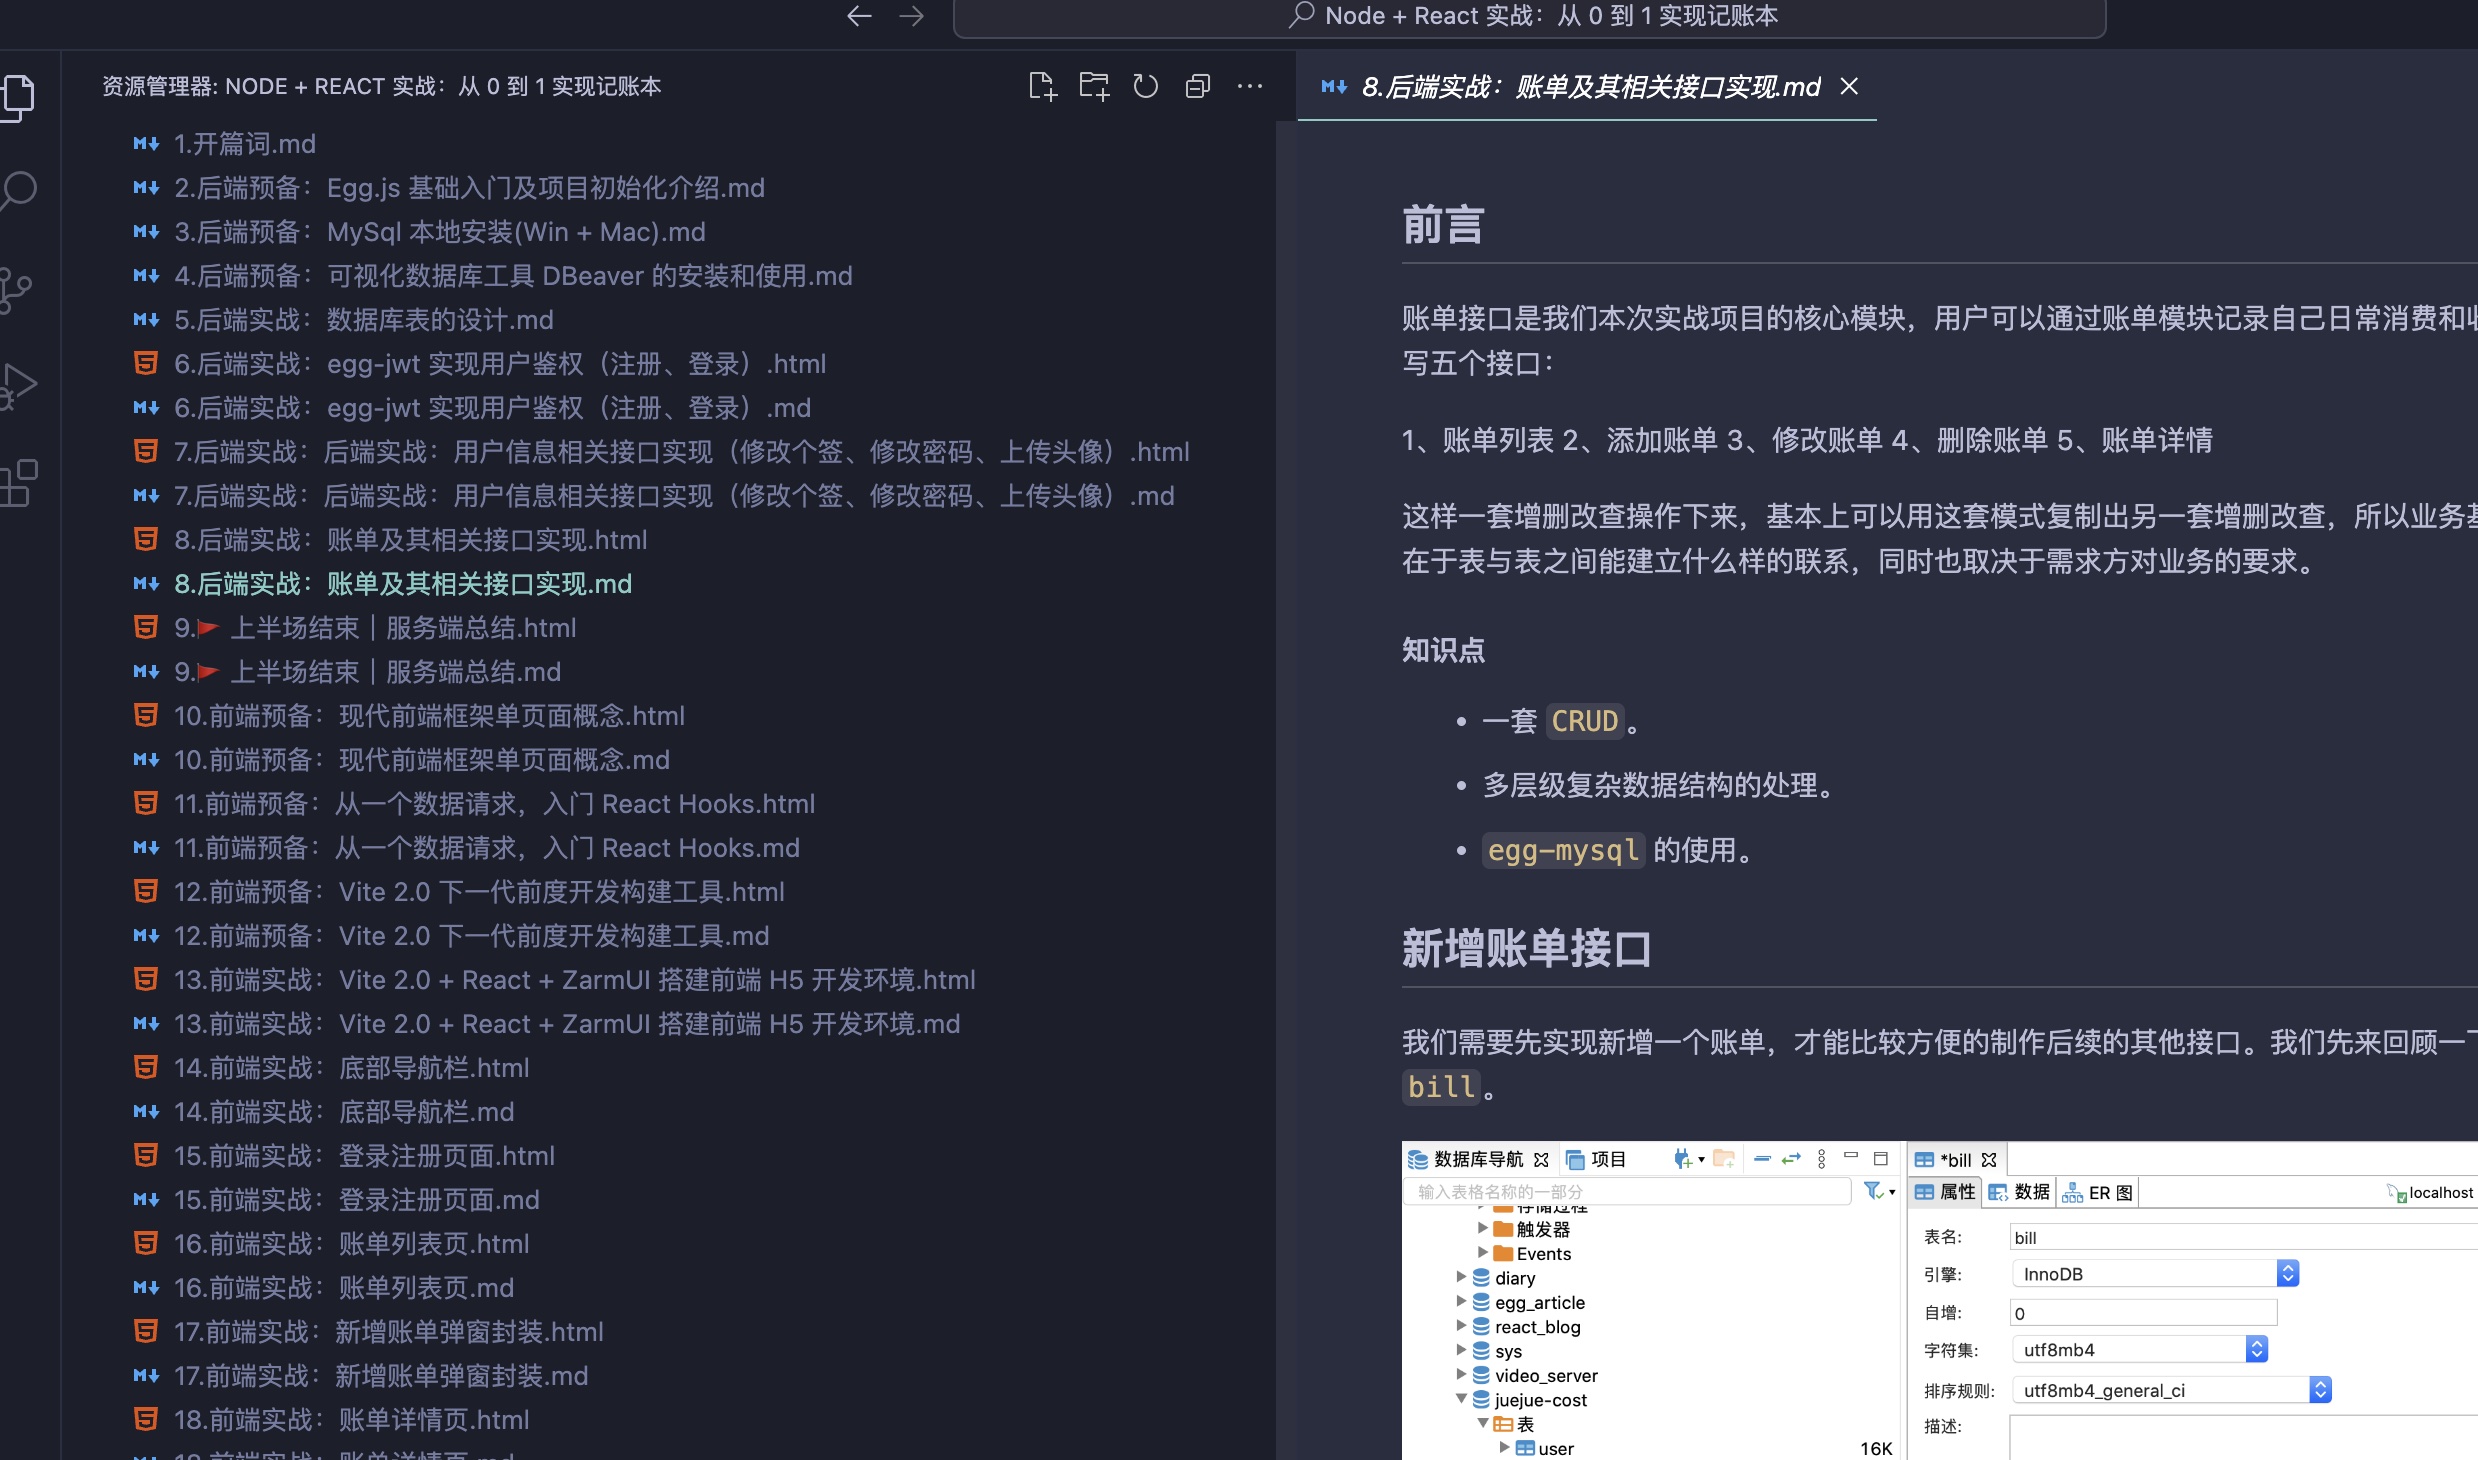 Node + React 实战：从 0 到 1 实现记账本
资源管理器: NODE + REACT 实战：从 0 到 1 实现记账本
1.开篇词.md
2.后端预备：Egg.js 基础入门及项目初始化介绍.md
3.后端预备：MySql 本地安装(Win + Mac).md
4.后端预备：可视化数据库工具 DBeaver 的安装和使用.md
5.后端实战：数据库表的设计.md
6.后端实战：egg-jwt 实现用户鉴权（注册、登录）.html
6.后端实战：egg-jwt 实现用户鉴权（注册、登录）.md
7.后端实战：后端实战：用户信息相关接口实现（修改个签、修改密码、上传头像）.html
7.后端实战：后端实战：用户信息相关接口实现（修改个签、修改密码、上传头像）.md
8.后端实战：账单及其相关接口实现.html
8.后端实战：账单及其相关接口实现.md
9.🚩 上半场结束｜服务端总结.html
9.🚩 上半场结束｜服务端总结.md
10.前端预备：现代前端框架单页面概念.html
10.前端预备：现代前端框架单页面概念.md
11.前端预备：从一个数据请求，入门 React Hooks.html
11.前端预备：从一个数据请求，入门 React Hooks.md
12.前端预备：Vite 2.0 下一代前度开发构建工具.html
12.前端预备：Vite 2.0 下一代前度开发构建工具.md
13.前端实战：Vite 2.0 + React + ZarmUI 搭建前端 H5 开发环境.html
13.前端实战：Vite 2.0 + React + ZarmUI 搭建前端 H5 开发环境.md
14.前端实战：底部导航栏.html
14.前端实战：底部导航栏.md
15.前端实战：登录注册页面.html
15.前端实战：登录注册页面.md
16.前端实战：账单列表页.html
16.前端实战：账单列表页.md
17.前端实战：新增账单弹窗封装.html
17.前端实战：新增账单弹窗封装.md
18.前端实战：账单详情页.html
18.前端实战：账单详情页.md
8.后端实战：账单及其相关接口实现.md
前言
账单接口是我们本次实战项目的核心模块，用户可以通过账单模块记录自己日常消费和收
写五个接口：
1、账单列表 2、添加账单 3、修改账单 4、删除账单 5、账单详情
这样一套增删改查操作下来，基本上可以用这套模式复制出另一套增删改查，所以业务基
在于表与表之间能建立什么样的联系，同时也取决于需求方对业务的要求。
知识点
• 一套 CRUD。
• 多层级复杂数据结构的处理。
• egg-mysql 的使用。
新增账单接口
我们需要先实现新增一个账单，才能比较方便的制作后续的其他接口。我们先来回顾一下
bill。
数据库导航 项目
输入表格名称的一部分
存储过程
触发器
Events
diary
egg_article
react_blog
sys
video_server
juejue-cost
表
user 16K
*bill
属性 数据 ER 图 localhost
表名: bill
引擎: InnoDB
自增: 0
字符集: utf8mb4
排序规则: utf8mb4_general_ci
描述: